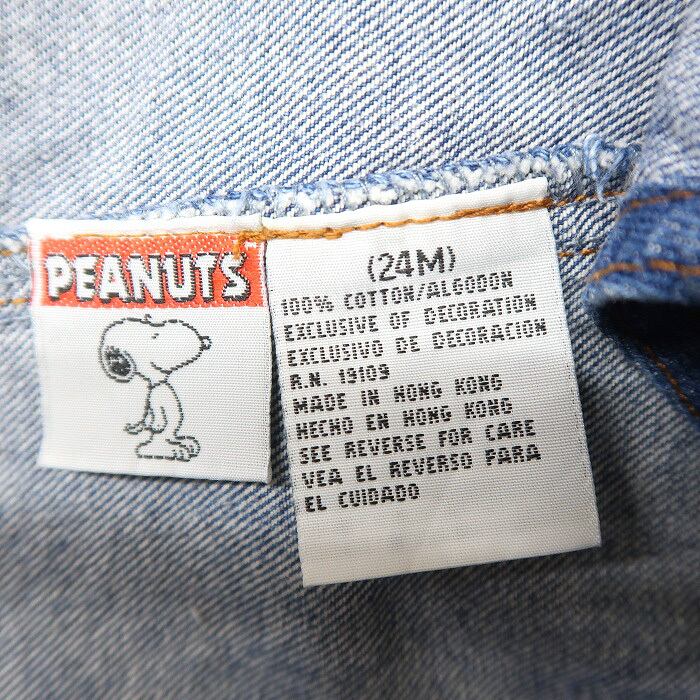 PEANUTS™
(24M)
100% COTTON/ALGODON
EXCLUSIVE OF DECORATION
EXCLUSIVO DE DECORACION
R.N. 19109
MADE IN HONG KONG
HECHO EN HONG KONG
SEE REVERSE FOR CARE
VEA EL REVERSO PARA
EL CUIDADO